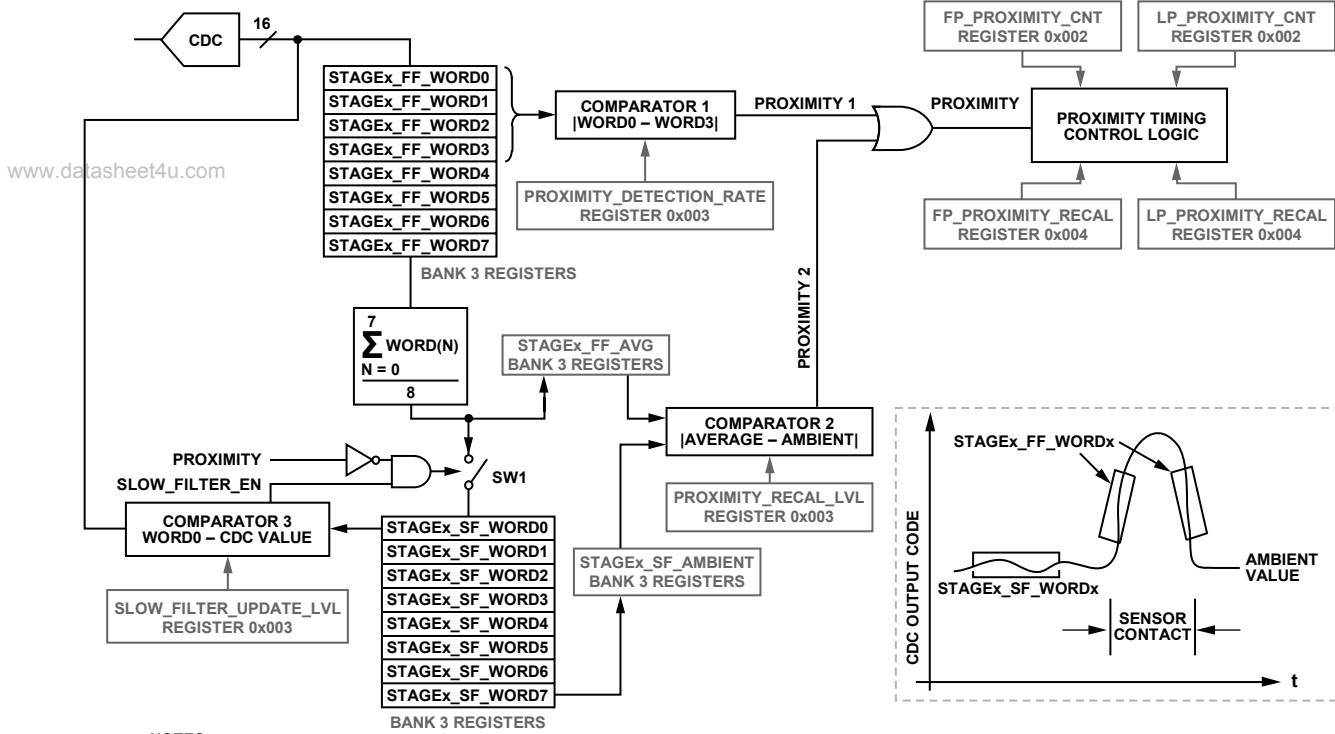 16
CDC
STAGEx_FF_WORD0
STAGEx_FF_WORD1
STAGEx_FF_WORD2
STAGEx_FF_WORD3
STAGEx_FF_WORD4
STAGEx_FF_WORD5
STAGEx_FF_WORD6
STAGEx_FF_WORD7
BANK 3 REGISTERS
www.datasheet4u.com
COMPARATOR 1
|WORD0 – WORD3|
PROXIMITY_DETECTION_RATE
REGISTER 0x003
PROXIMITY 1
PROXIMITY
FP_PROXIMITY_CNT
REGISTER 0x002
LP_PROXIMITY_CNT
REGISTER 0x002
PROXIMITY TIMING
CONTROL LOGIC
FP_PROXIMITY_RECAL
REGISTER 0x004
LP_PROXIMITY_RECAL
REGISTER 0x004
PROXIMITY 2
7
Σ WORD(N)
N = 0
8
STAGEx_FF_AVG
BANK 3 REGISTERS
COMPARATOR 2
|AVERAGE – AMBIENT|
PROXIMITY_RECAL_LVL
REGISTER 0x003
PROXIMITY
SLOW_FILTER_EN
SW1
COMPARATOR 3
WORD0 – CDC VALUE
SLOW_FILTER_UPDATE_LVL
REGISTER 0x003
STAGEx_SF_WORD0
STAGEx_SF_WORD1
STAGEx_SF_WORD2
STAGEx_SF_WORD3
STAGEx_SF_WORD4
STAGEx_SF_WORD5
STAGEx_SF_WORD6
STAGEx_SF_WORD7
BANK 3 REGISTERS
STAGEx_SF_AMBIENT
BANK 3 REGISTERS
CDC OUTPUT CODE
STAGEx_FF_WORDx
STAGEx_SF_WORDx
AMBIENT
VALUE
SENSOR
CONTACT
t